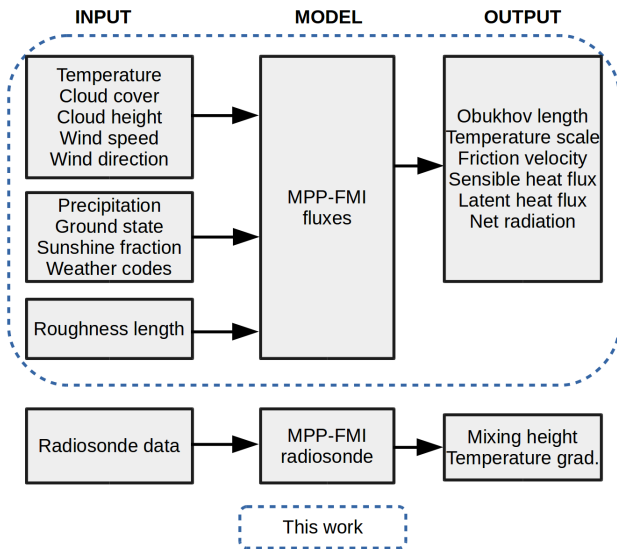 INPUT
MODEL
OUTPUT
Temperature
Cloud cover
Cloud height
Wind speed
Wind direction
Precipitation
Ground state
Sunshine fraction
Weather codes
Roughness length
MPP-FMI
fluxes
Obukhov length
Temperature scale
Friction velocity
Sensible heat flux
Latent heat flux
Net radiation
Radiosonde data
MPP-FMI
radiosonde
Mixing height
Temperature grad.
This work